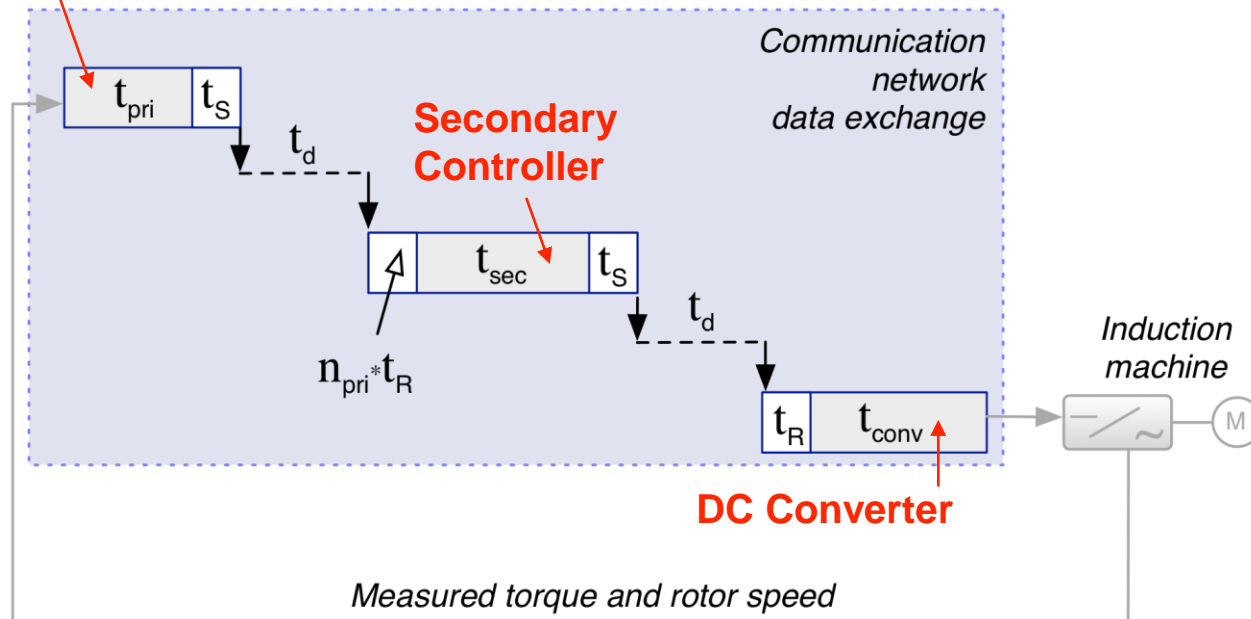 Communication
network
data exchange
t_pri t_S
t_d
Secondary
Controller
t_sec t_S
n_pri*t_R
t_d
Induction
machine
t_R t_conv
M
DC Converter
Measured torque and rotor speed